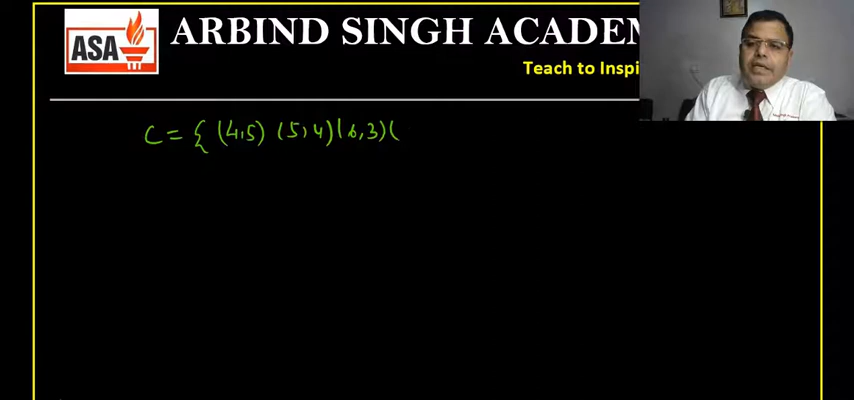 ASA
ARBIND SINGH ACADEM
Teach to Inspi
C = { (4,5) (5,4) (6,3) (